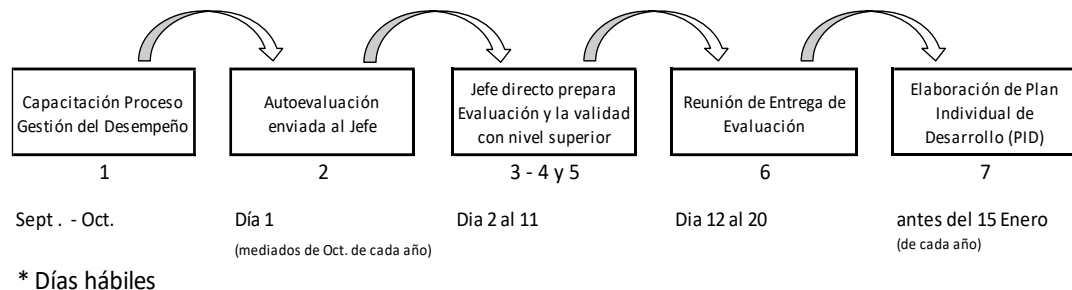 Capacitación Proceso
Gestión del Desempeño
1
Sept . - Oct.
Autoevaluación
enviada al Jefe
2
Día 1
(mediados de Oct. de cada año)
Jefe directo prepara
Evaluación y la validad
con nivel superior
3 - 4 y 5
Dia 2 al 11
Reunión de Entrega de
Evaluación
6
Dia 12 al 20
Elaboración de Plan
Individual de
Desarrollo (PID)
7
antes del 15 Enero
(de cada año)
* Días hábiles